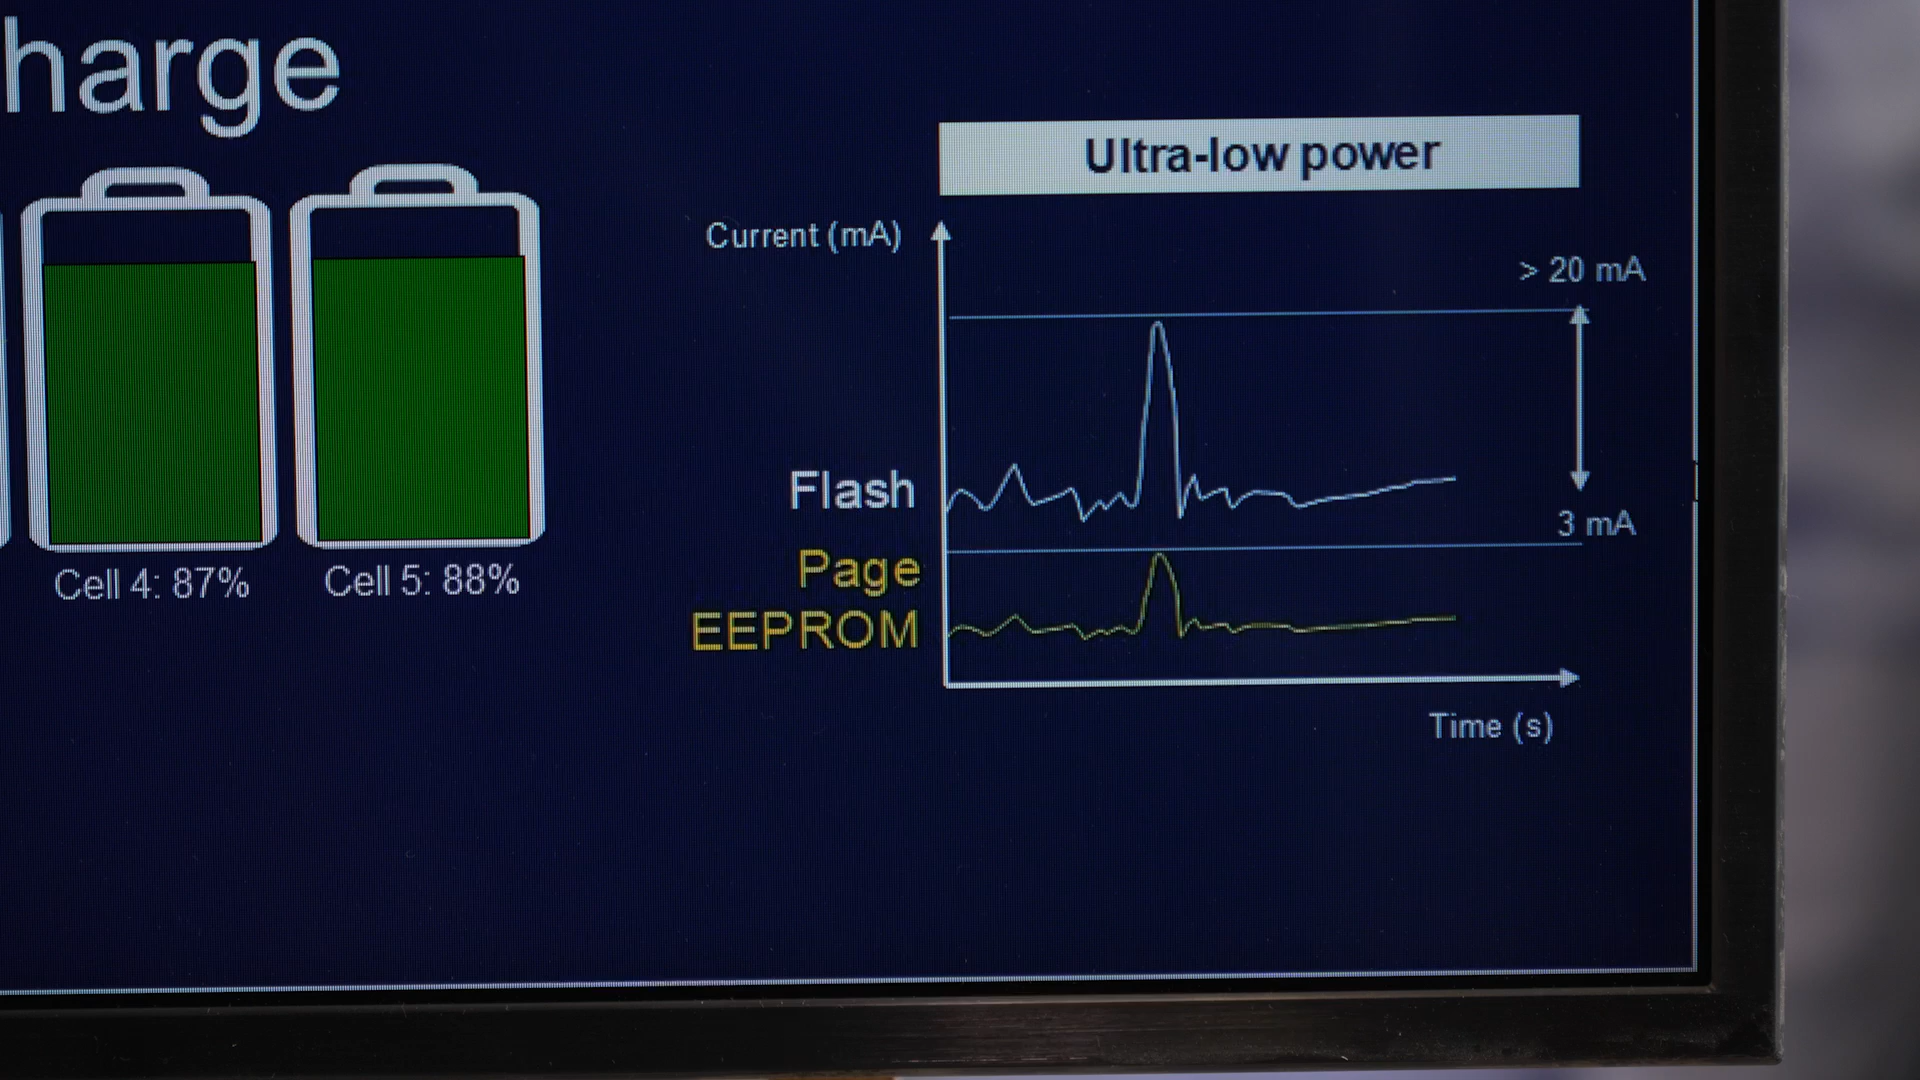 harge
Cell 4: 87%
Cell 5: 88%
Ultra-low power
Current (mA)
> 20 mA
Flash
3 mA
Page
EEPROM
Time (s)